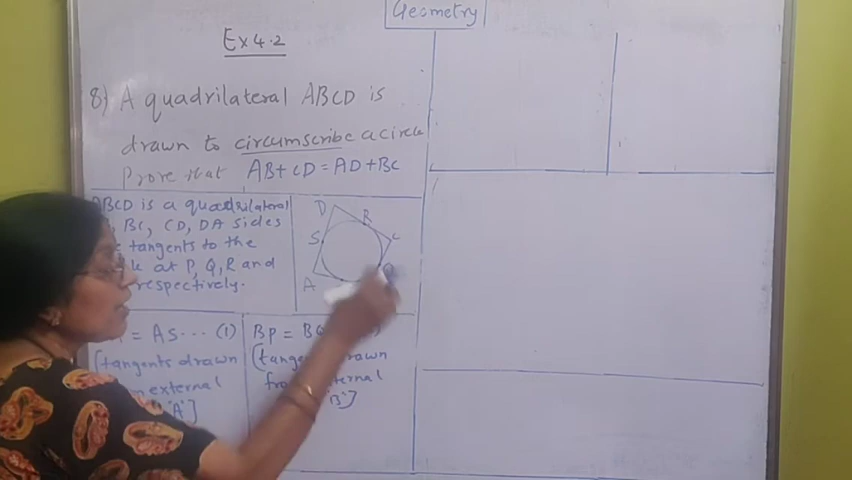 Geometry
Ex 4.2
8) A quadrilateral ABCD is
drawn to circumscribe a circle
Prove that AB+CD=AD+BC
ABCD is a quadrilateral
BC, CD, DA sides
tangents to the
at P, Q, R and
respectively.
D
R
S
C
A
= AS... (1)
(tangents drawn
external
"A"]
BP =
(tangents drawn
from
"B"]